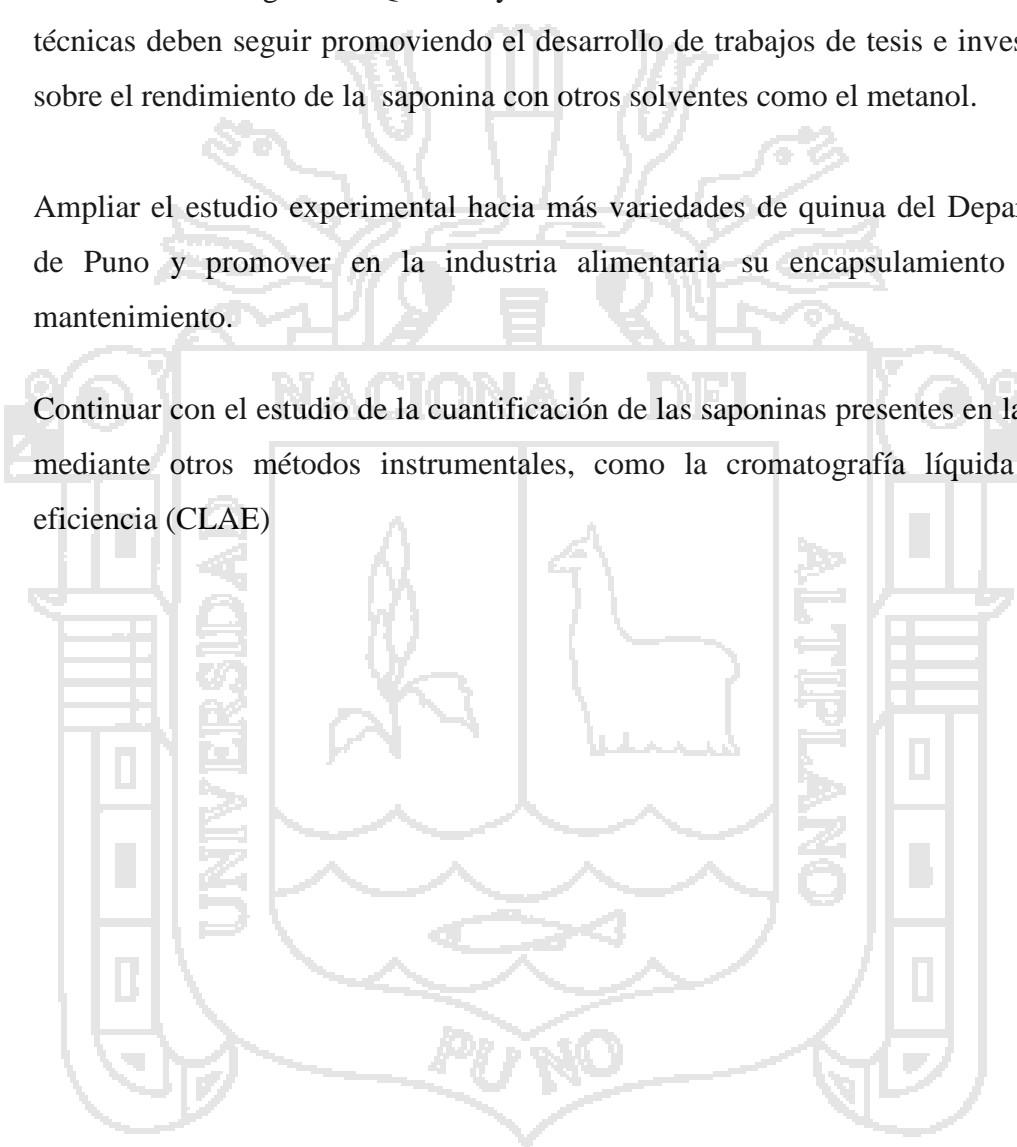 técnicas deben seguir promoviendo el desarrollo de trabajos de tesis e inves
sobre el rendimiento de la saponina con otros solventes como el metanol.
Ampliar el estudio experimental hacia más variedades de quinua del Depar
de Puno y promover en la industria alimentaria su encapsulamiento
mantenimiento.
Continuar con el estudio de la cuantificación de las saponinas presentes en la
mediante otros métodos instrumentales, como la cromatografía líquida
eficiencia (CLAE)
UNIVERSIDAD
NACIONAL DEL
ALTIPLANO
PUNO